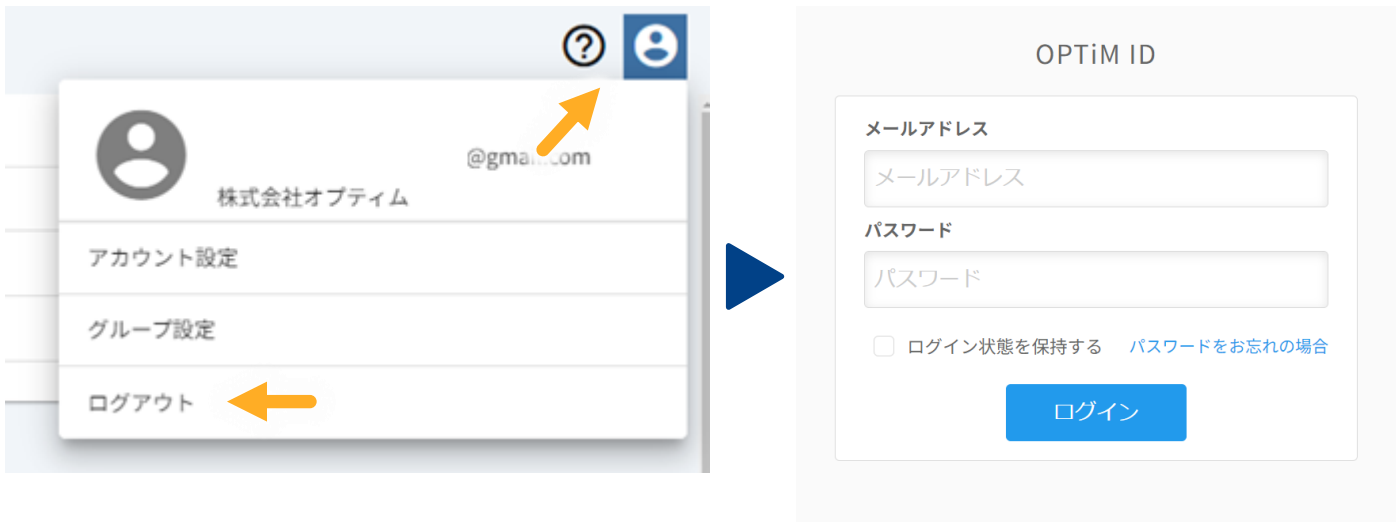 @gmai.com
株式会社オプティム
アカウント設定
グループ設定
ログアウト
OPTiM ID
メールアドレス
メールアドレス
パスワード
パスワード
ログイン状態を保持する パスワードをお忘れの場合
ログイン